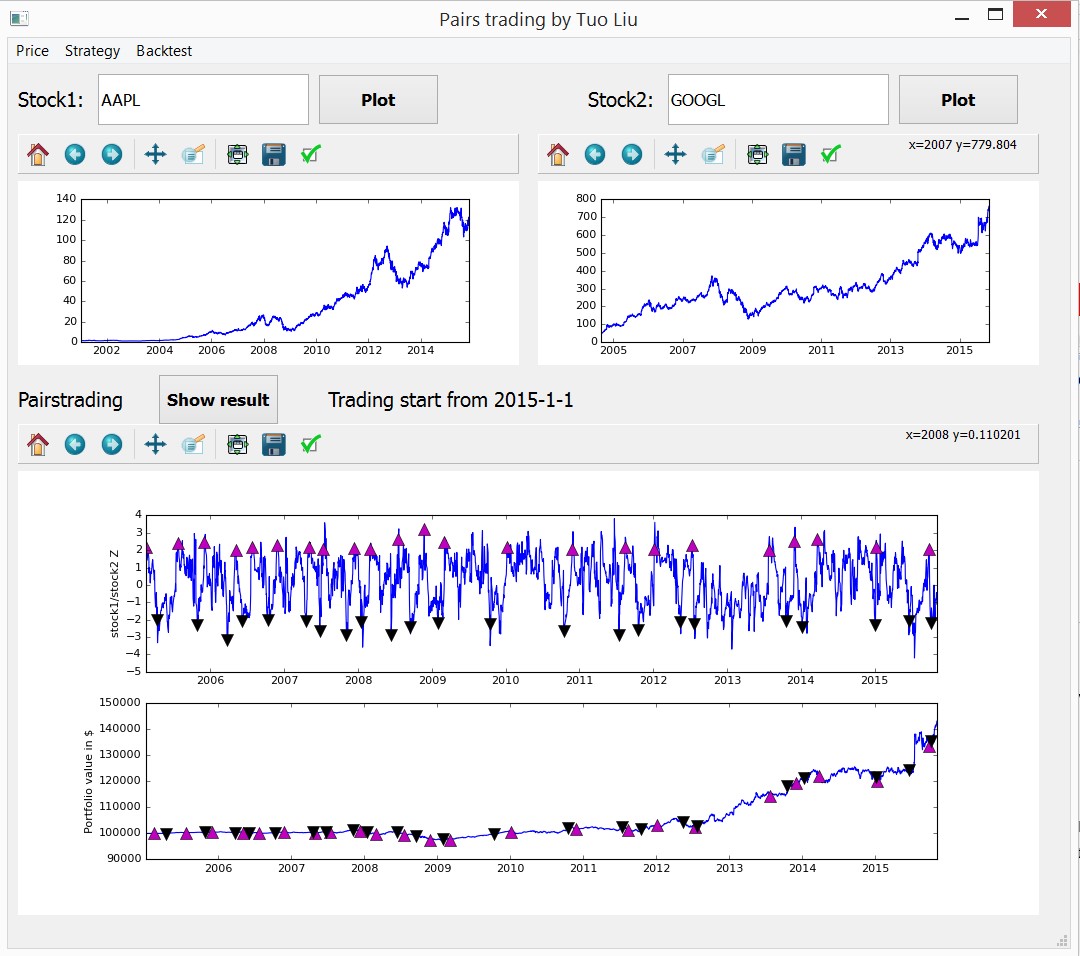 Pairs trading by Tuo Liu
Price Strategy Backtest
Stock1: AAPL Plot Stock2: GOOGL Plot
x=2007 y=779.804
140
120
100
80
60
40
20
0
2002 2004 2006 2008 2010 2012 2014
800
700
600
500
400
300
200
100
0
2005 2007 2009 2011 2013 2015
Pairstrading Show result Trading start from 2015-1-1
x=2008 y=0.110201
stock1/stock2 Z
4
3
2
1
0
−1
−2
−3
−4
−5
2006 2007 2008 2009 2010 2011 2012 2013 2014 2015
Portfolio value in $
150000
140000
130000
120000
110000
100000
90000
2006 2007 2008 2009 2010 2011 2012 2013 2014 2015